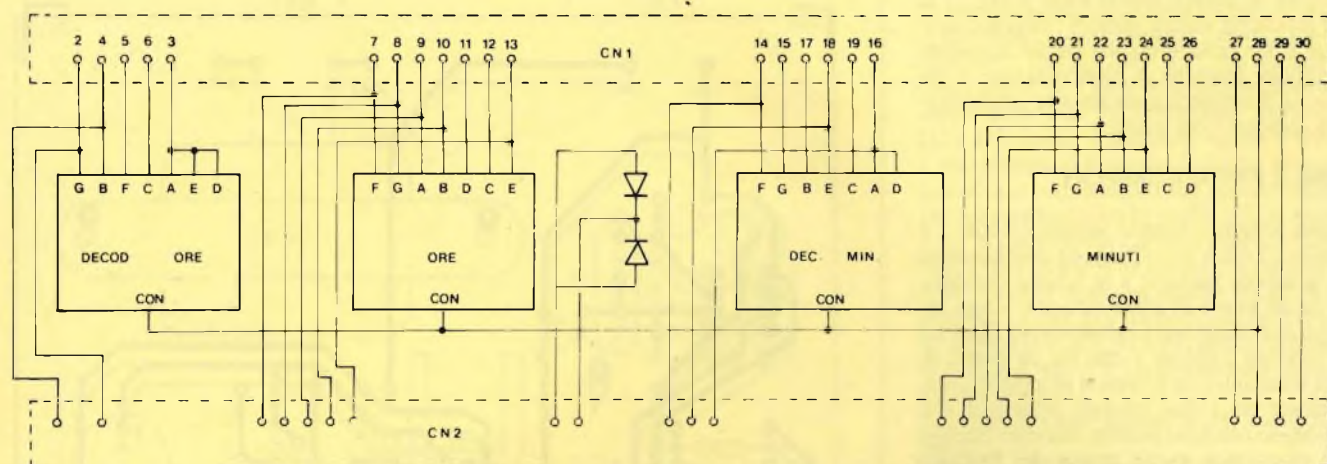 2 4 5 6 3 7 8 9 10 11 12 13 CN1 14 15 17 18 19 16 20 21 22 23 24 25 26 27 28 29 30
G B F C A E D
DECOD ORE
CON
F G A B D C E
ORE
CON
F G B E C A D
DEC. MIN
CON
F G A B E C D
MINUTI
CON
CN2